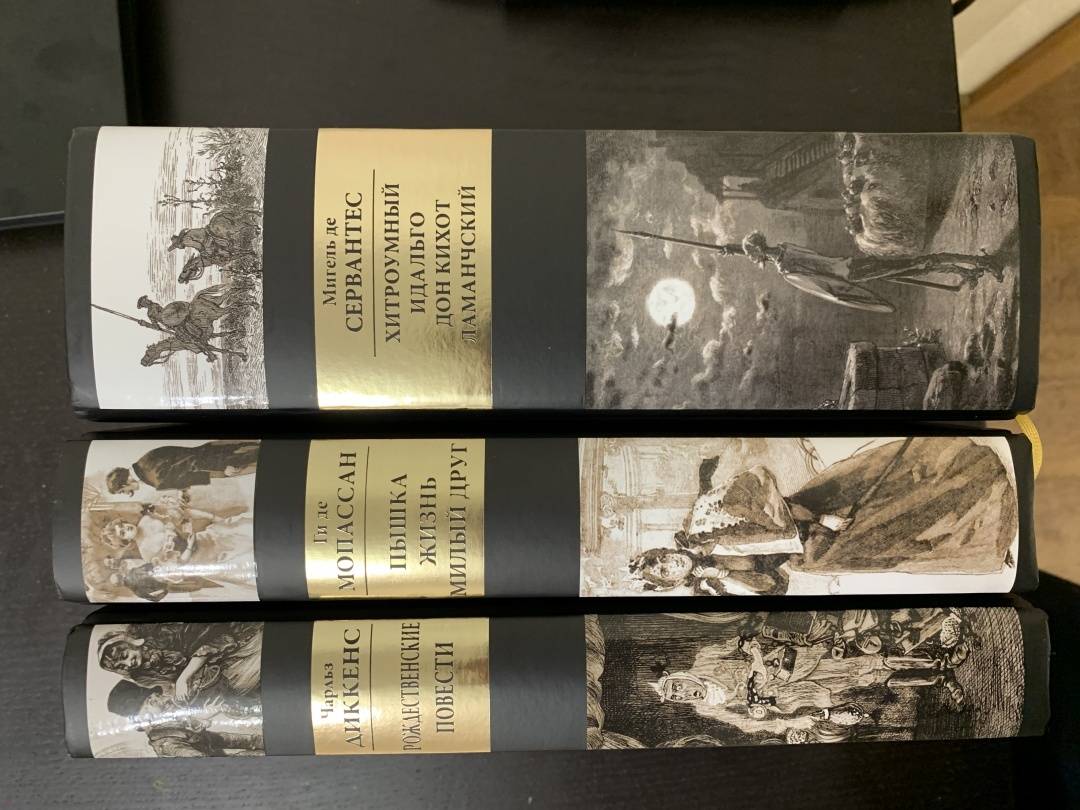 Мигель де
СЕРВАНТЕС
ХИТРОУМНЫЙ
ИДАЛЬГО
ДОН КИХОТ
ЛАМАНЧСКИЙ
Ги де
МОПАССАН
ПЫШКА
ЖИЗНЬ
МИЛЫЙ ДРУГ
Чарльз
ДИККЕНС
РОЖДЕСТВЕНСКИЕ
ПОВЕСТИ